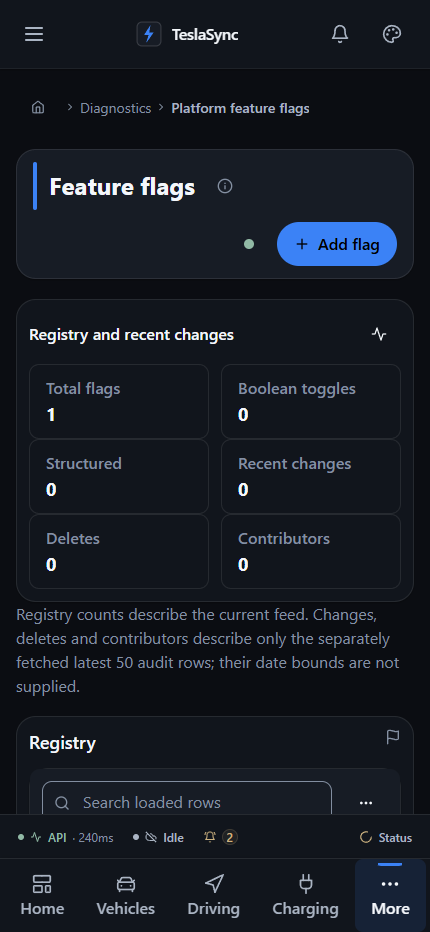 TeslaSync
Diagnostics
Platform feature flags
Feature flags
Add flag
Registry and recent changes
Total flags
1
Boolean toggles
0
Structured
0
Recent changes
0
Deletes
0
Contributors
0
Registry counts describe the current feed. Changes,
deletes and contributors describe only the separately
fetched latest 50 audit rows; their date bounds are not
supplied.
Registry
Search loaded rows
API · 240ms
Idle
2
Status
Home
Vehicles
Driving
Charging
More